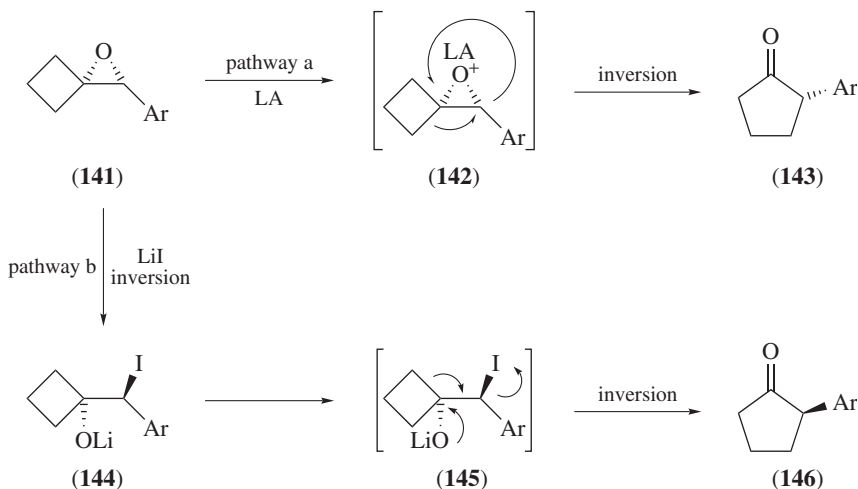 O
Ar
(141)
pathway a
LA
LA
O+
Ar
(142)
inversion
O
Ar
(143)
pathway b
LiI
inversion
I
OLi
Ar
(144)
I
LiO
Ar
(145)
inversion
O
Ar
(146)